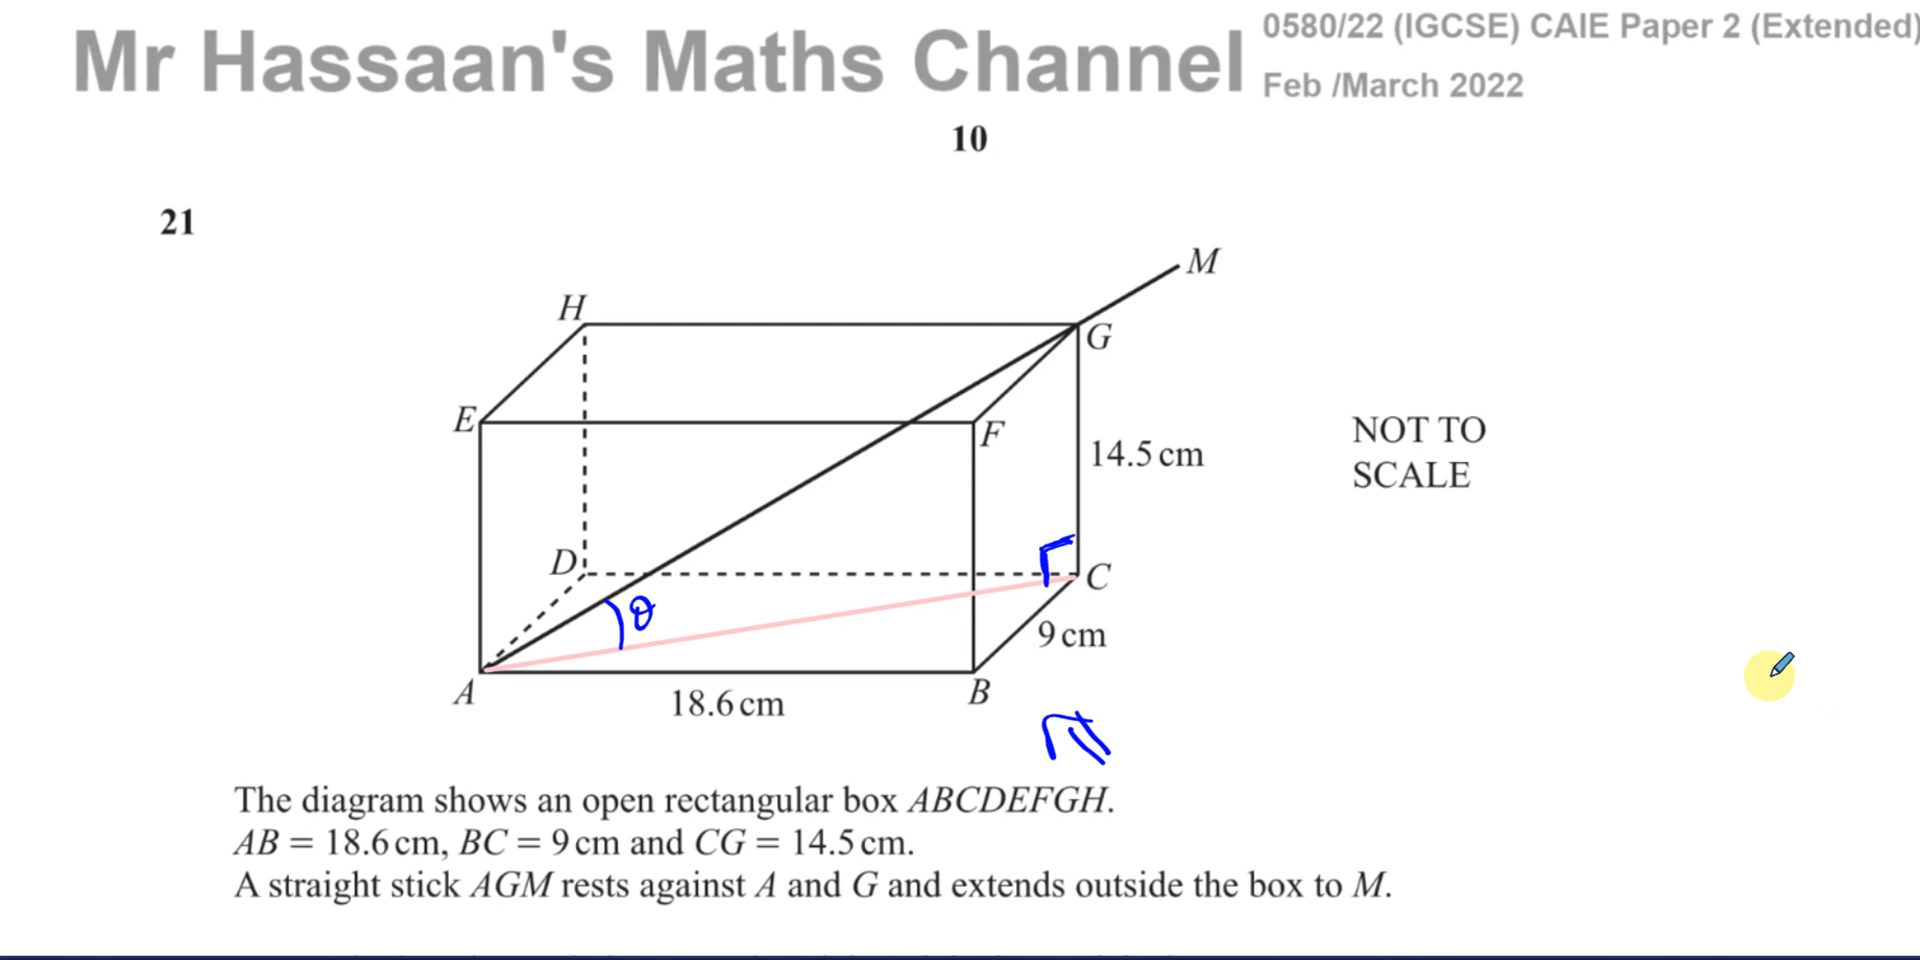 Mr Hassaan's Maths Channel
0580/22 (IGCSE) CAIE Paper 2 (Extended)
Feb /March 2022
10
21
M
H
G
E
F
14.5 cm
NOT TO
SCALE
D
C
θ
9 cm
A
B
18.6 cm
The diagram shows an open rectangular box ABCDEFGH.
AB = 18.6 cm, BC = 9 cm and CG = 14.5 cm.
A straight stick AGM rests against A and G and extends outside the box to M.